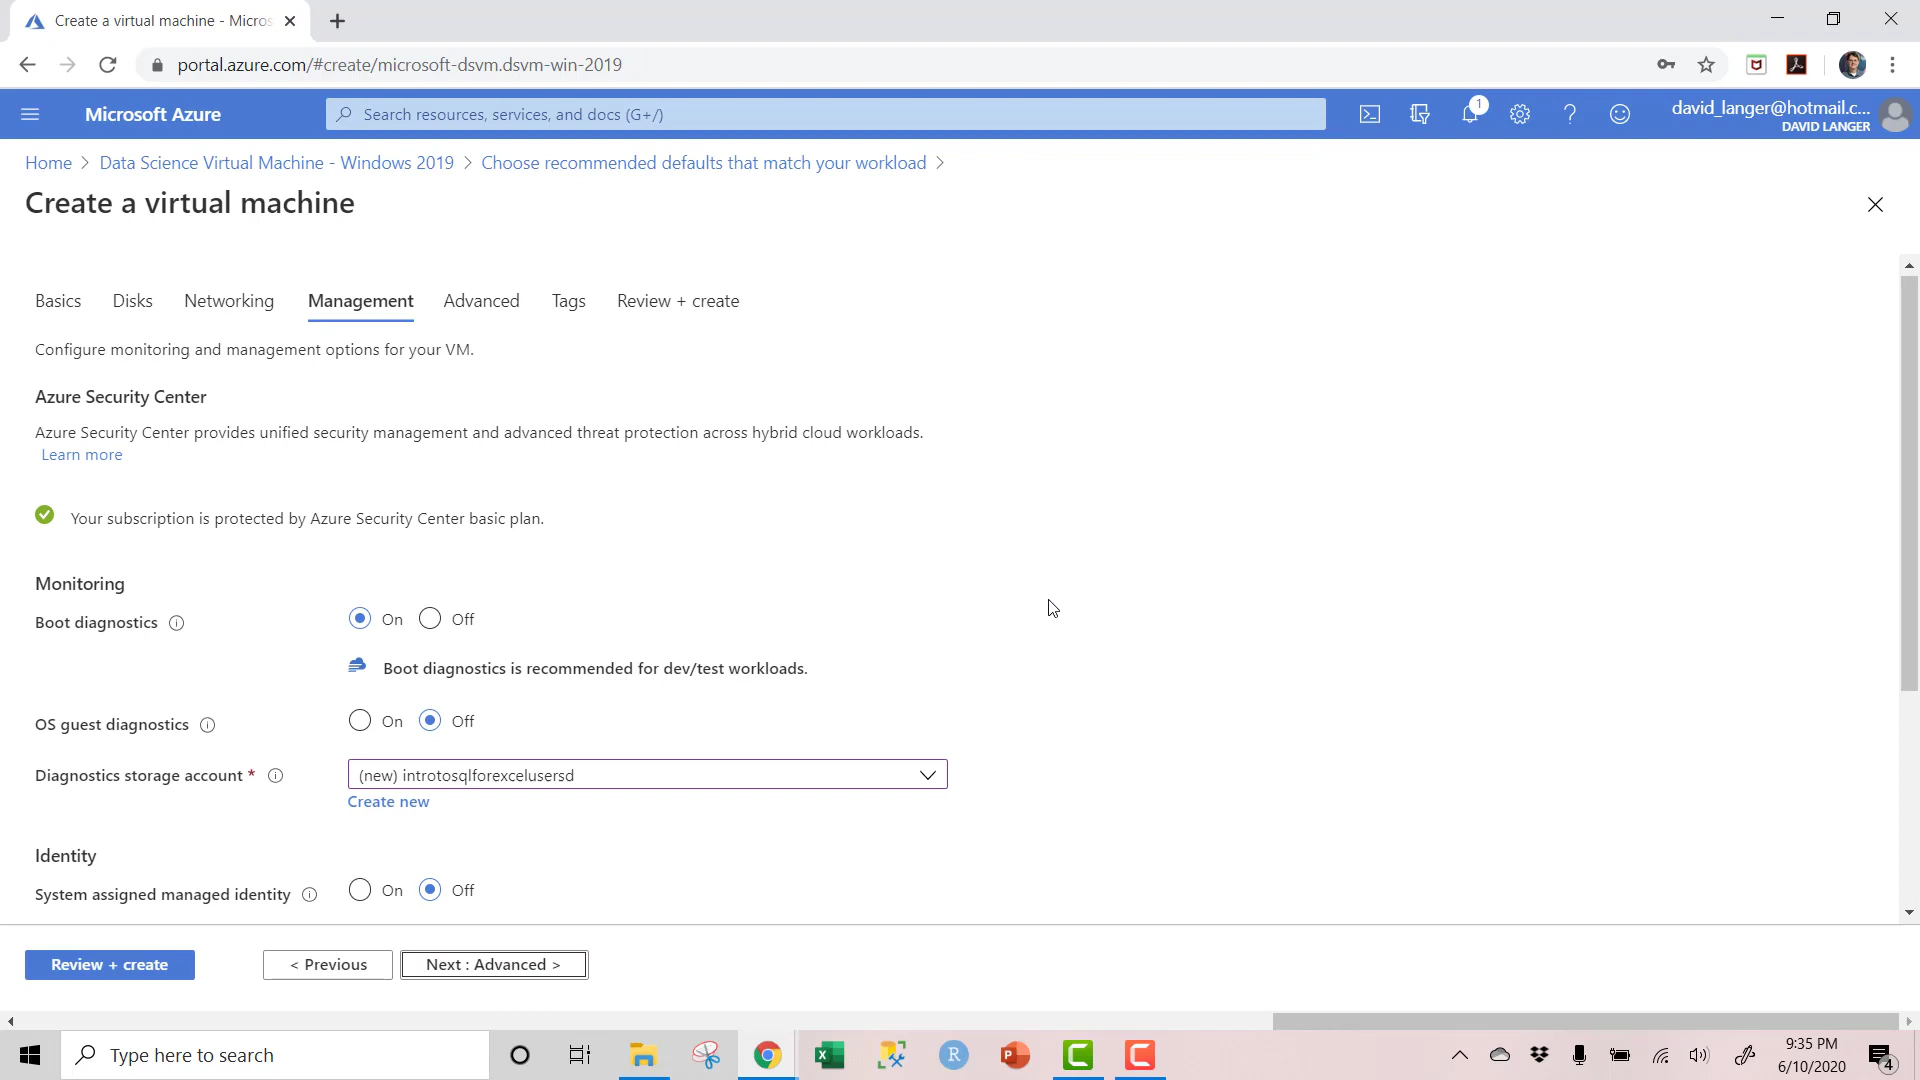 Create a virtual machine - Micros
portal.azure.com/#create/microsoft-dsvm.dsvm-win-2019
Microsoft Azure
Search resources, services, and docs (G+/)
1
david_langer@hotmail.c...
DAVID LANGER
Home > Data Science Virtual Machine - Windows 2019 > Choose recommended defaults that match your workload >
Create a virtual machine
Basics Disks Networking Management Advanced Tags Review + create
Configure monitoring and management options for your VM.
Azure Security Center
Azure Security Center provides unified security management and advanced threat protection across hybrid cloud workloads.
Learn more
Your subscription is protected by Azure Security Center basic plan.
Monitoring
Boot diagnostics On Off
Boot diagnostics is recommended for dev/test workloads.
OS guest diagnostics On Off
Diagnostics storage account * (new) introtosqlforexcelusersd
Create new
Identity
System assigned managed identity On Off
Review + create < Previous Next : Advanced >
Type here to search
9:35 PM
6/10/2020
4